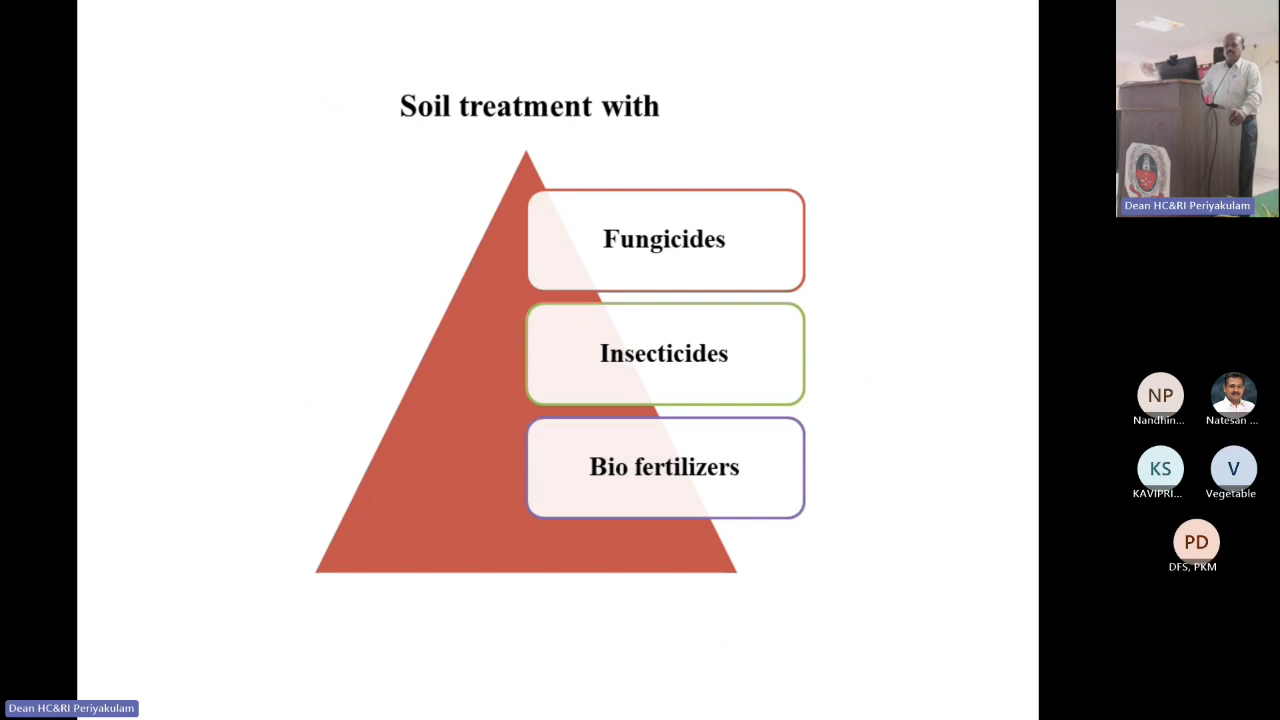 Soil treatment with
Fungicides
Insecticides
Bio fertilizers
Dean HC&RI Periyakulam
NP
Nandhin...
Natesan ...
KS
KAVIPRI...
V
Vegetable
PD
DFS, PKM
Dean HC&RI Periyakulam